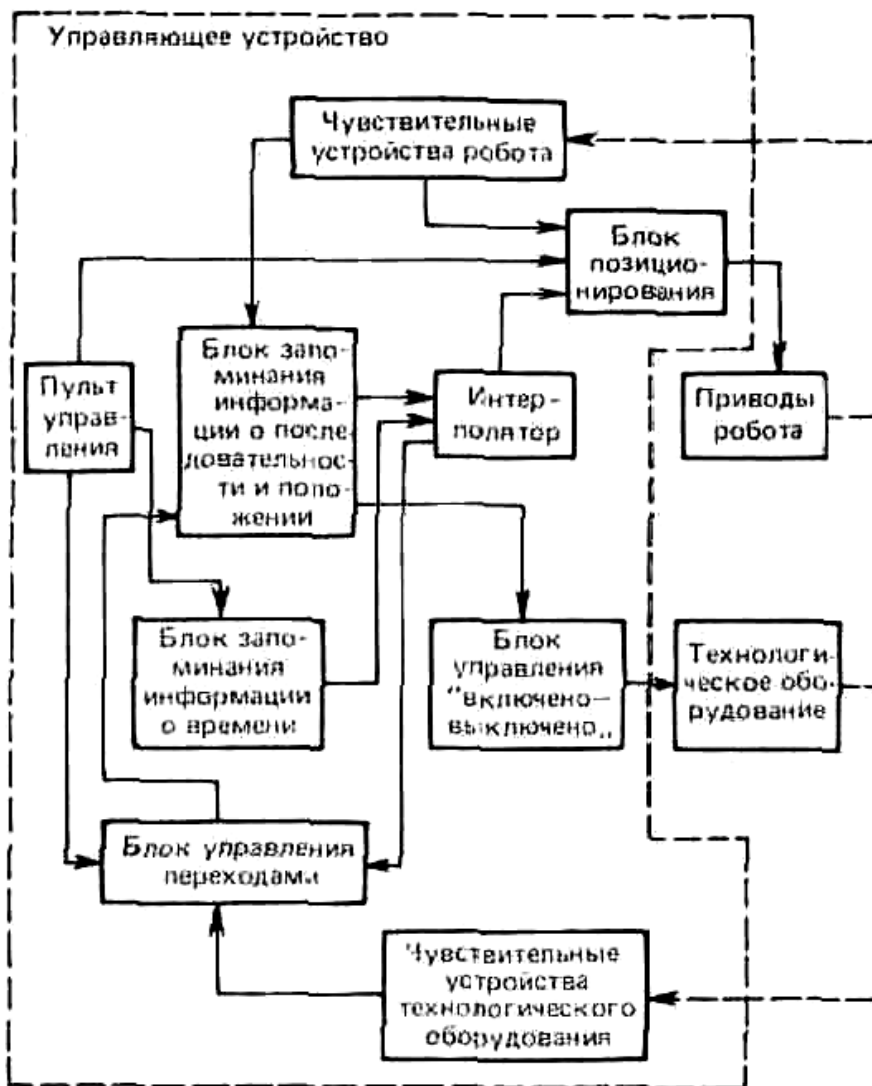 Управляющее устройство
Чувствительные
устройства робота
Блок
позицио-
нирования
Блок запо-
минания
информа-
ции о после
довательнос-
ти и поло-
жении
Пульт
управ-
ления
Интер-
полятор
Приводы
робота
Блок запо-
минания
информации
о времени
Блок
управления
"включено—
выключено„
Технологи-
ческое обо-
рудование
Блок управления
переходами
Чувствительные
устройства
технологического
оборудования